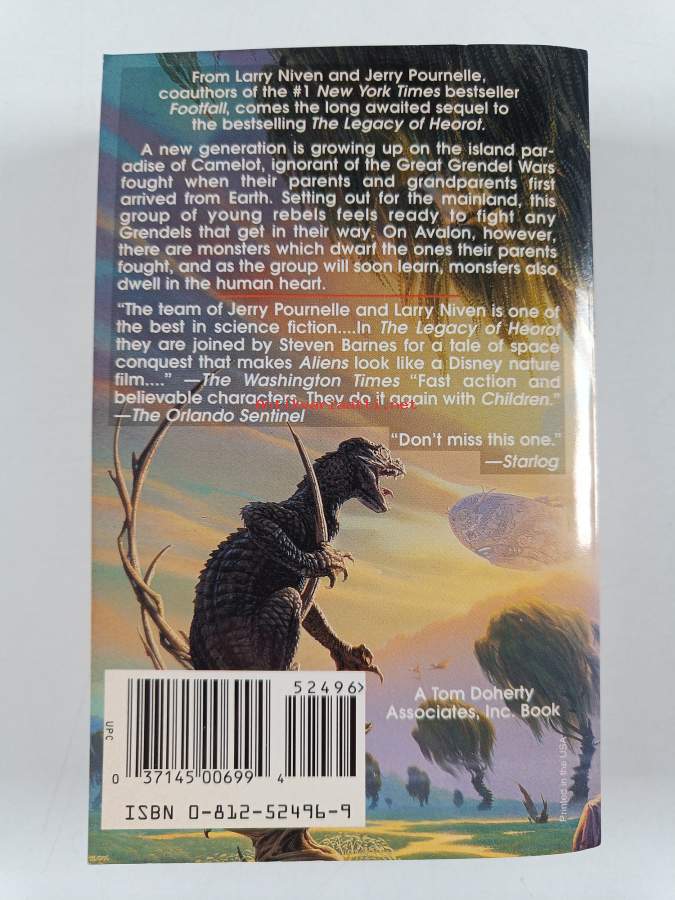 From Larry Niven and Jerry Pournelle,
coauthors of the #1 New York Times bestseller
Footfall, comes the long awaited sequel to
the bestselling The Legacy of Heorot.
A new generation is growing up on the island par-
adise of Camelot, ignorant of the Great Grendel Wars
fought when their parents and grandparents first
arrived from Earth. Setting out for the mainland, this
group of young rebels feels ready to fight any
Grendels that get in their way. On Avalon, however,
there are monsters which dwarf the ones their parents
fought, and as the group will soon learn, monsters also
dwell in the human heart.
"The team of Jerry Pournelle and Larry Niven is one of
the best in science fiction....In The Legacy of Heorot
they are joined by Steven Barnes for a tale of space
conquest that makes Aliens look like a Disney nature
film...." —The Washington Times "Fast action and
believable characters. They do it again with Children."
—The Orlando Sentinel
"Don't miss this one."
—Starlog
52496>
UPC
0 37145 00699 4
ISBN 0-812-52496-9
A Tom Doherty
Associates, Inc. Book
Printed in the USA